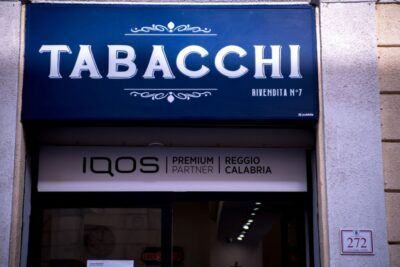 TABACCHI
RIVENDITA N°7
IQOS PREMIUM PARTNER REGGIO CALABRIA
272